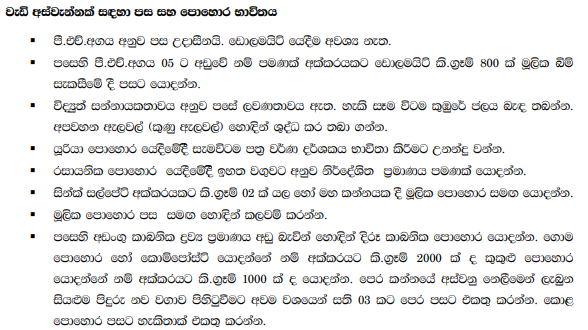 වැඩි අස්වැන්නක් සඳහා පස සහ පොහොර භාවිතය
▪ පී.එච්.අගය අනුව පස උදාසීනයි. ඩොලමයිට් යෙදීම අවශ්‍ය නැත.
▪ පසෙහි පී.එච්.අගය 05 ට අඩුවේ නම් පමණක් අක්කරයකට ඩොලමයිට් කි.ග්‍රෑම් 800 ක් මූලික බිම්
සැකසීමේ දී පසට යොදන්න.
▪ විද්‍යුත් සන්නායකතාවය අනුව පසේ ලවණතාවය ඇත. හැකි සෑම විටම කුඹුරේ ජලය බැඳ තබන්න.
අපවහන ඇලවල් (කුණු ඇලවල්) හොඳින් ශුද්ධ කර තබා ගන්න.
▪ යූරියා පොහොර යෙදීමේදී සැමවිටම පත්‍ර වර්ණ දර්ශකය භාවිතා කිරීමට උනන්දු වන්න.
▪ රසායනික පොහොර යෙදීමේදී ඉහත වගුවට අනුව නිර්දේශිත ප්‍රමාණය පමණක් යොදන්න.
▪ සින්ක් සල්පේට් අක්කරයකට කි.ග්‍රෑම් 02 ක් යල හෝ මහ කන්නයක දී මූලික පොහොර සමඟ යොදන්න.
▪ මූලික පොහොර පස සමඟ හොඳින් කලවම් කරන්න.
▪ පසෙහි අඩංගු කාබනික ද්‍රව්‍ය ප්‍රමාණය අඩු බැවින් හොඳින් දිරූ කාබනික පොහොර යොදන්න. ගොම
පොහොර හෝ කොම්පෝස්ට් යොදන්නේ නම් අක්කරයට කි.ග්‍රෑම් 2000 ක් ද කුකුළු පොහොර
යොදන්නේ නම් අක්කරයට කි.ග්‍රෑම් 1000 ක් ද යොදන්න. පෙර කන්නයේ අස්වනු නෙලීමෙන් ලැබුන
සියළුම පිදුරු නව වගාව පිහිටුවීමට අවම වශයෙන් සති 03 කට පෙර පසට එකතු කරන්න. කොළ
පොහොර පසට හැකිතාක් එකතු කරන්න.